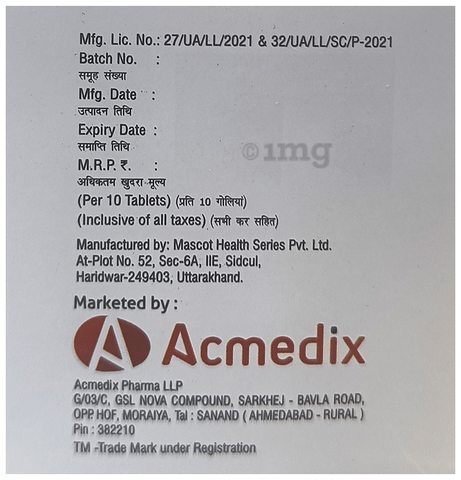 Mfg. Lic. No.: 27/UA/LL/2021 & 32/UA/LL/SC/P-2021
Batch No. :
समूह संख्या
Mfg. Date :
उत्पादन तिथि
Expiry Date :
समाप्ति तिथि
M.R.P. ₹. :
अधिकतम खुदरा मूल्य
(Per 10 Tablets) (प्रति 10 गोलियां)
(Inclusive of all taxes) (सभी कर सहित)
1mg
Manufactured by: Mascot Health Series Pvt. Ltd.
At-Plot No. 52, Sec-6A, IIE, Sidcul,
Haridwar-249403, Uttarakhand.
Marketed by :
Acmedix
Acmedix Pharma LLP
G/03/C, GSL NOVA COMPOUND, SARKHEJ - BAVLA ROAD,
OPP. HOF, MORAIYA, Tal : SANAND ( AHMEDABAD - RURAL )
Pin : 382210
TM -Trade Mark under Registration